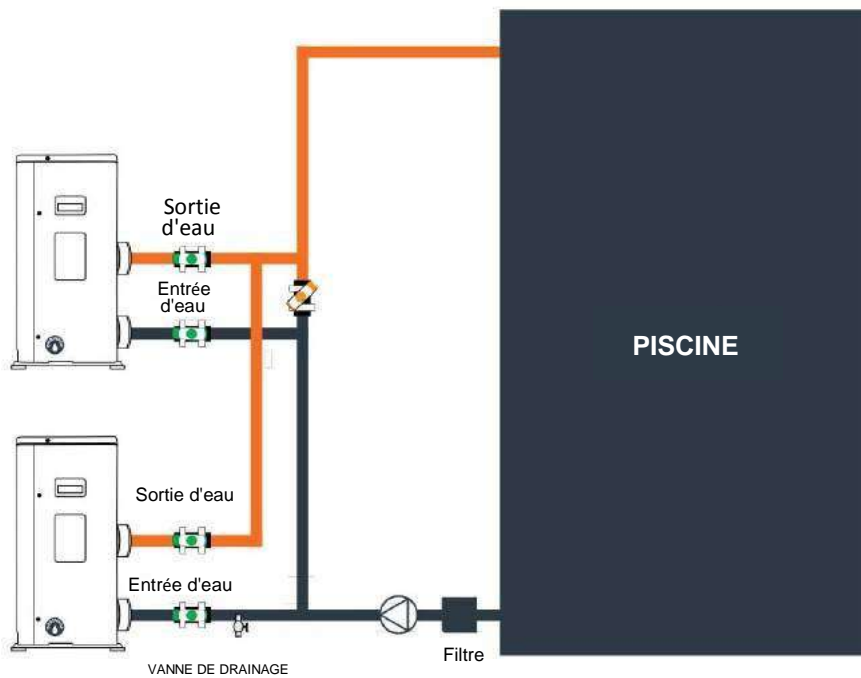 Sortie
d'eau
Entrée
d'eau
PISCINE
Sortie d'eau
Entrée d'eau
Filtre
VANNE DE DRAINAGE